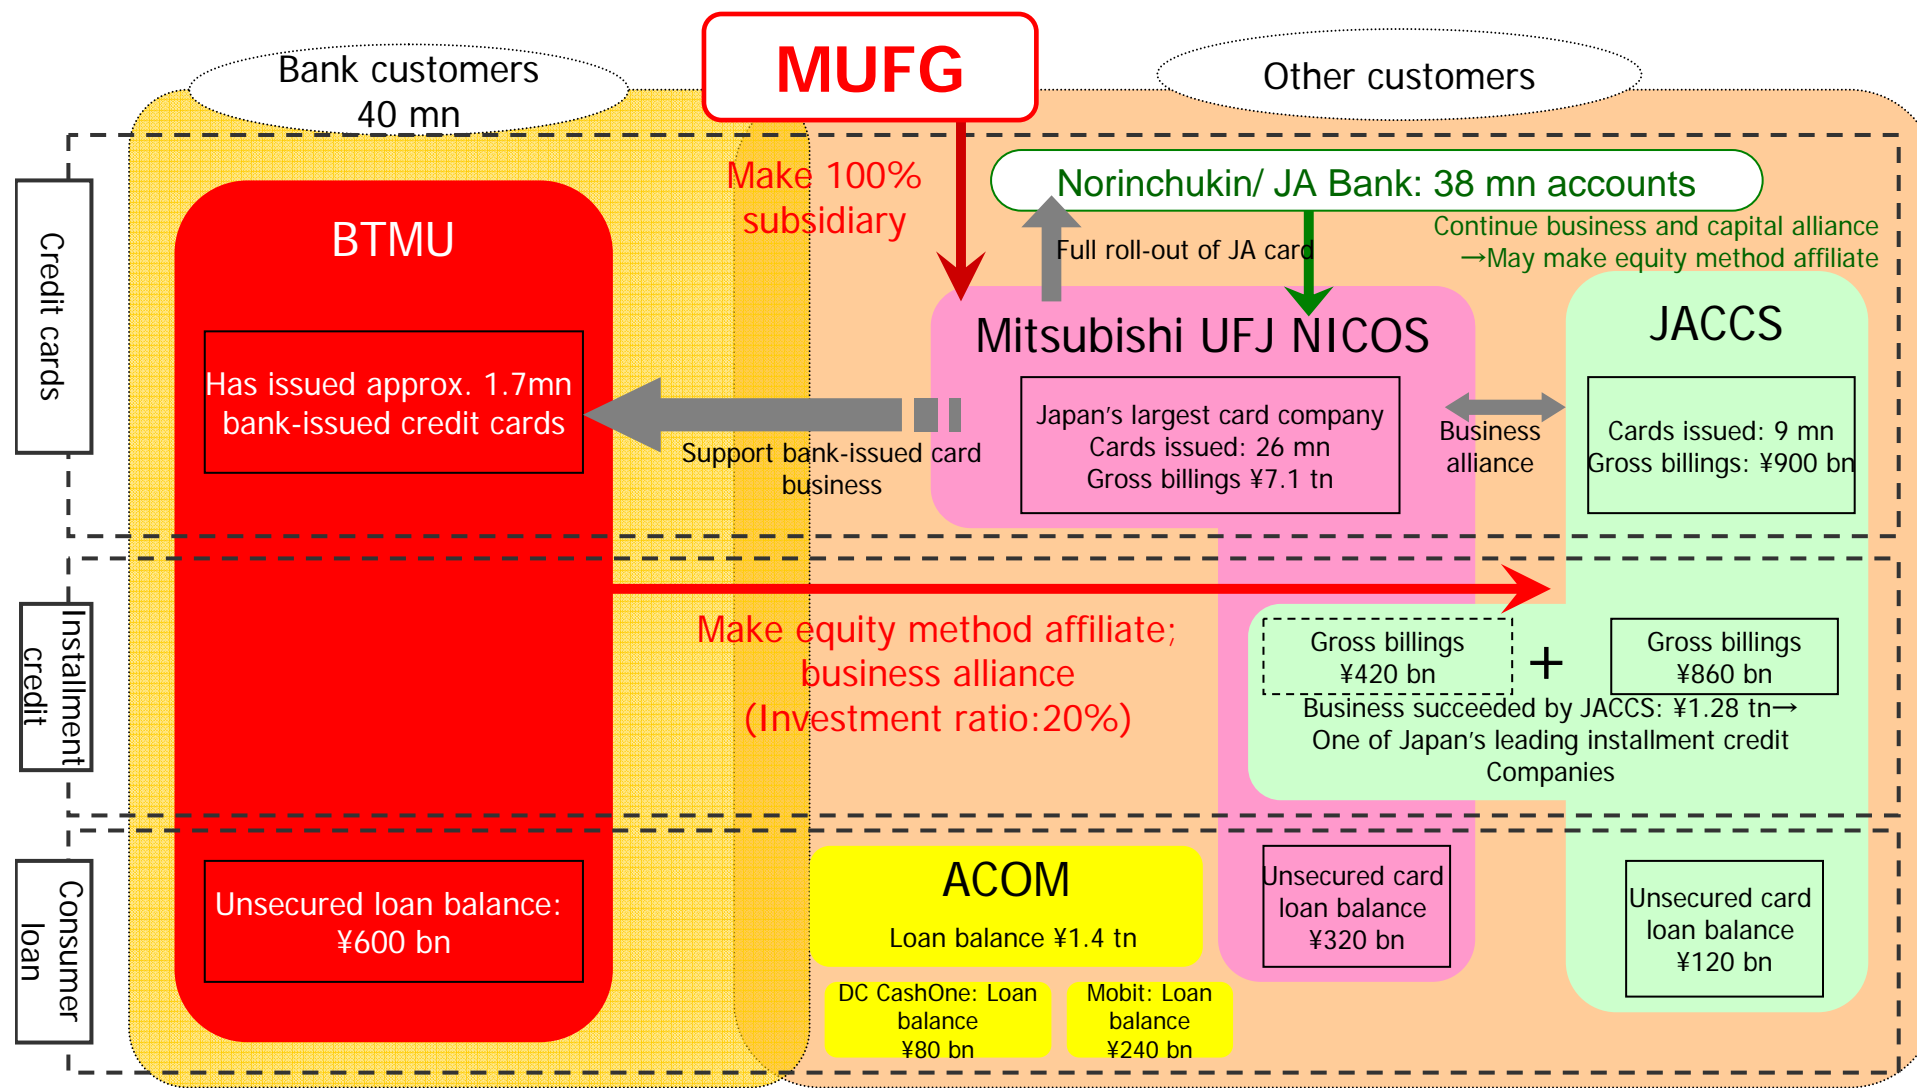 MUFG
Bank customers
40 mn
Other customers
Credit cards
BTMU
Has issued approx. 1.7mn
bank-issued credit cards
Make 100%
subsidiary
Norinchukin/ JA Bank: 38 mn accounts
Full roll-out of JA card
Continue business and capital alliance
→May make equity method affiliate
Mitsubishi UFJ NICOS
Japan's largest card company
Cards issued: 26 mn
Gross billings ¥7.1 tn
Support bank-issued card
business
Business
alliance
JACCS
Cards issued: 9 mn
Gross billings: ¥900 bn
Installment
credit
Make equity method affiliate;
business alliance
(Investment ratio:20%)
Gross billings
¥420 bn
+
Gross billings
¥860 bn
Business succeeded by JACCS: ¥1.28 tn→
One of Japan's leading installment credit
Companies
Consumer
loan
Unsecured loan balance:
¥600 bn
ACOM
Loan balance ¥1.4 tn
DC CashOne: Loan
balance
¥80 bn
Mobit: Loan
balance
¥240 bn
Unsecured card
loan balance
¥320 bn
Unsecured card
loan balance
¥120 bn